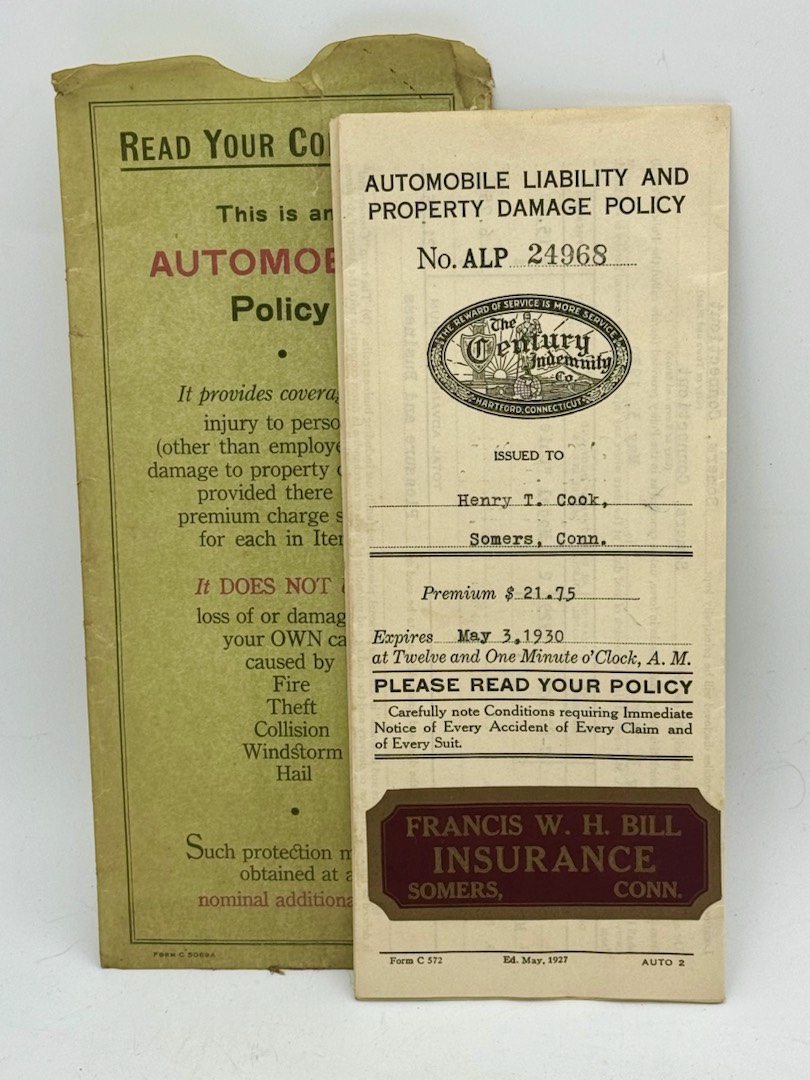 READ YOUR CO
This is an
AUTOMOB
Policy
•
It provides coverag
injury to perso
(other than employe
damage to property
provided there
premium charge s
for each in Ite
It DOES NOT
loss of or damag
your OWN ca
caused by
Fire
Theft
Collision
Windstorm
Hail
•
Such protection m
obtained at a
nominal additiona
FORM C 5069A
AUTOMOBILE LIABILITY AND
PROPERTY DAMAGE POLICY
No. ALP 24968
THE REWARD OF SERVICE IS MORE SERVICE
The
Century
Indemnity
Co.
HARTFORD, CONNECTICUT
ISSUED TO
Henry T. Cook,
Somers, Conn.
Premium $ 21.75
Expires May 3,1930
at Twelve and One Minute o'Clock, A. M.
PLEASE READ YOUR POLICY
Carefully note Conditions requiring Immediate
Notice of Every Accident of Every Claim and
of Every Suit.
FRANCIS W. H. BILL
INSURANCE
SOMERS, CONN.
Form C 572 Ed. May, 1927 AUTO 2